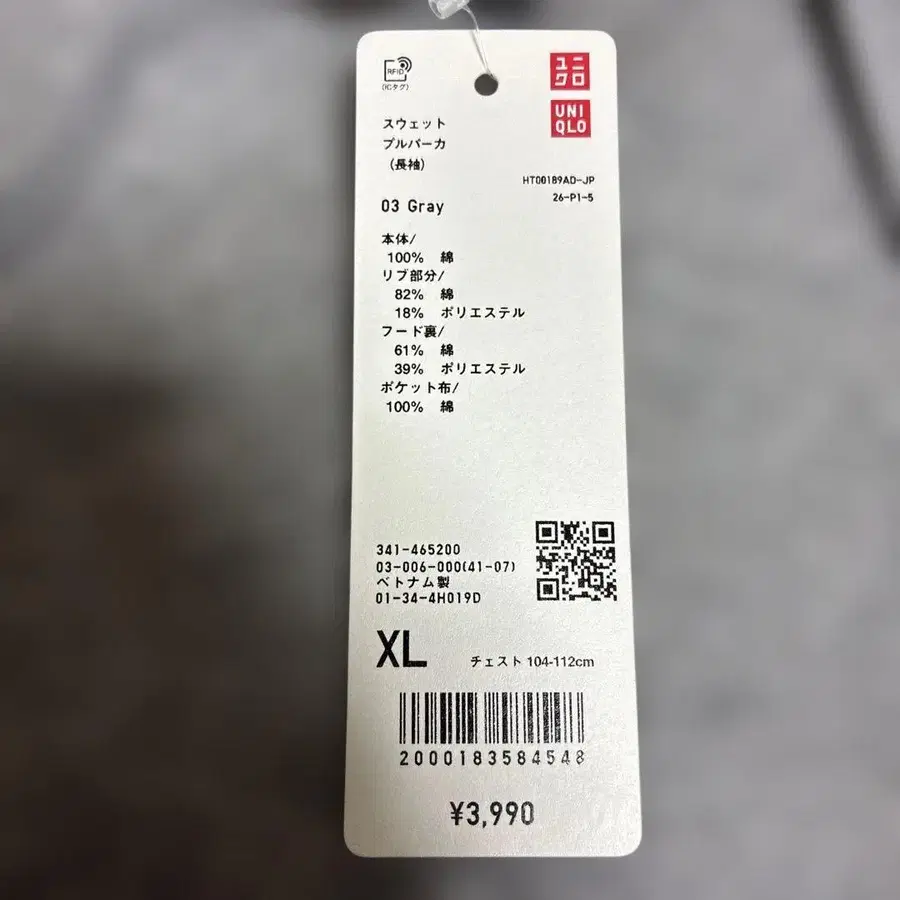 RFID
(ICタグ)
ユニ
クロ
UNI
QLO
スウェット
プルパーカ
(長袖)
HT00189AD-JP
26-P1-5
03 Gray
本体/
100% 綿
リブ部分/
82% 綿
18% ポリエステル
フード裏/
61% 綿
39% ポリエステル
ポケット布/
100% 綿
341-465200
03-006-000(41-07)
ベトナム製
01-34-4H019D
XL チェスト 104-112cm
2000183584548
¥3,990